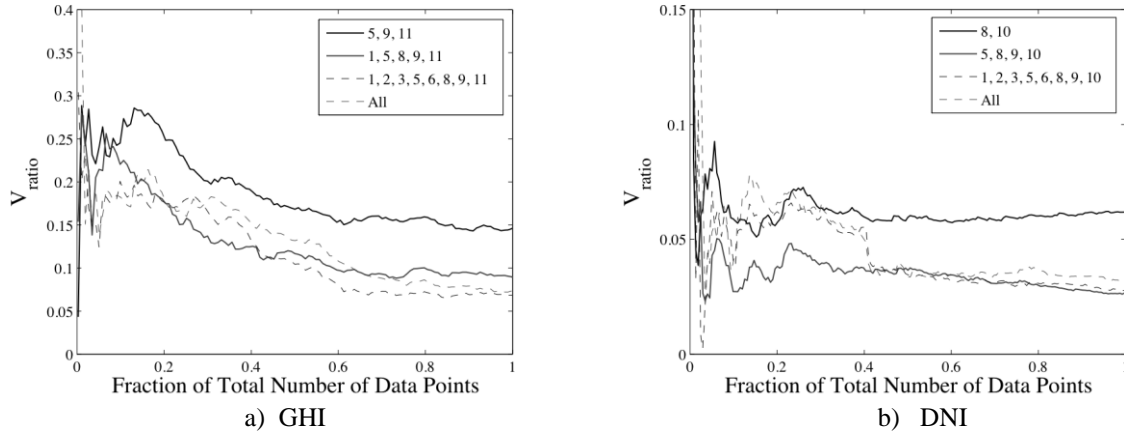 0.4
0.35
0.3
0.25
0.2
0.15
0.1
0.05
0
V ratio
5, 9, 11
1, 5, 8, 9, 11
1, 2, 3, 5, 6, 8, 9, 11
All
0 0.2 0.4 0.6 0.8 1
Fraction of Total Number of Data Points
a) GHI
0.15
0.1
0.05
0
V ratio
8, 10
5, 8, 9, 10
1, 2, 3, 5, 6, 8, 9, 10
All
0 0.2 0.4 0.6 0.8 1
Fraction of Total Number of Data Points
b) DNI